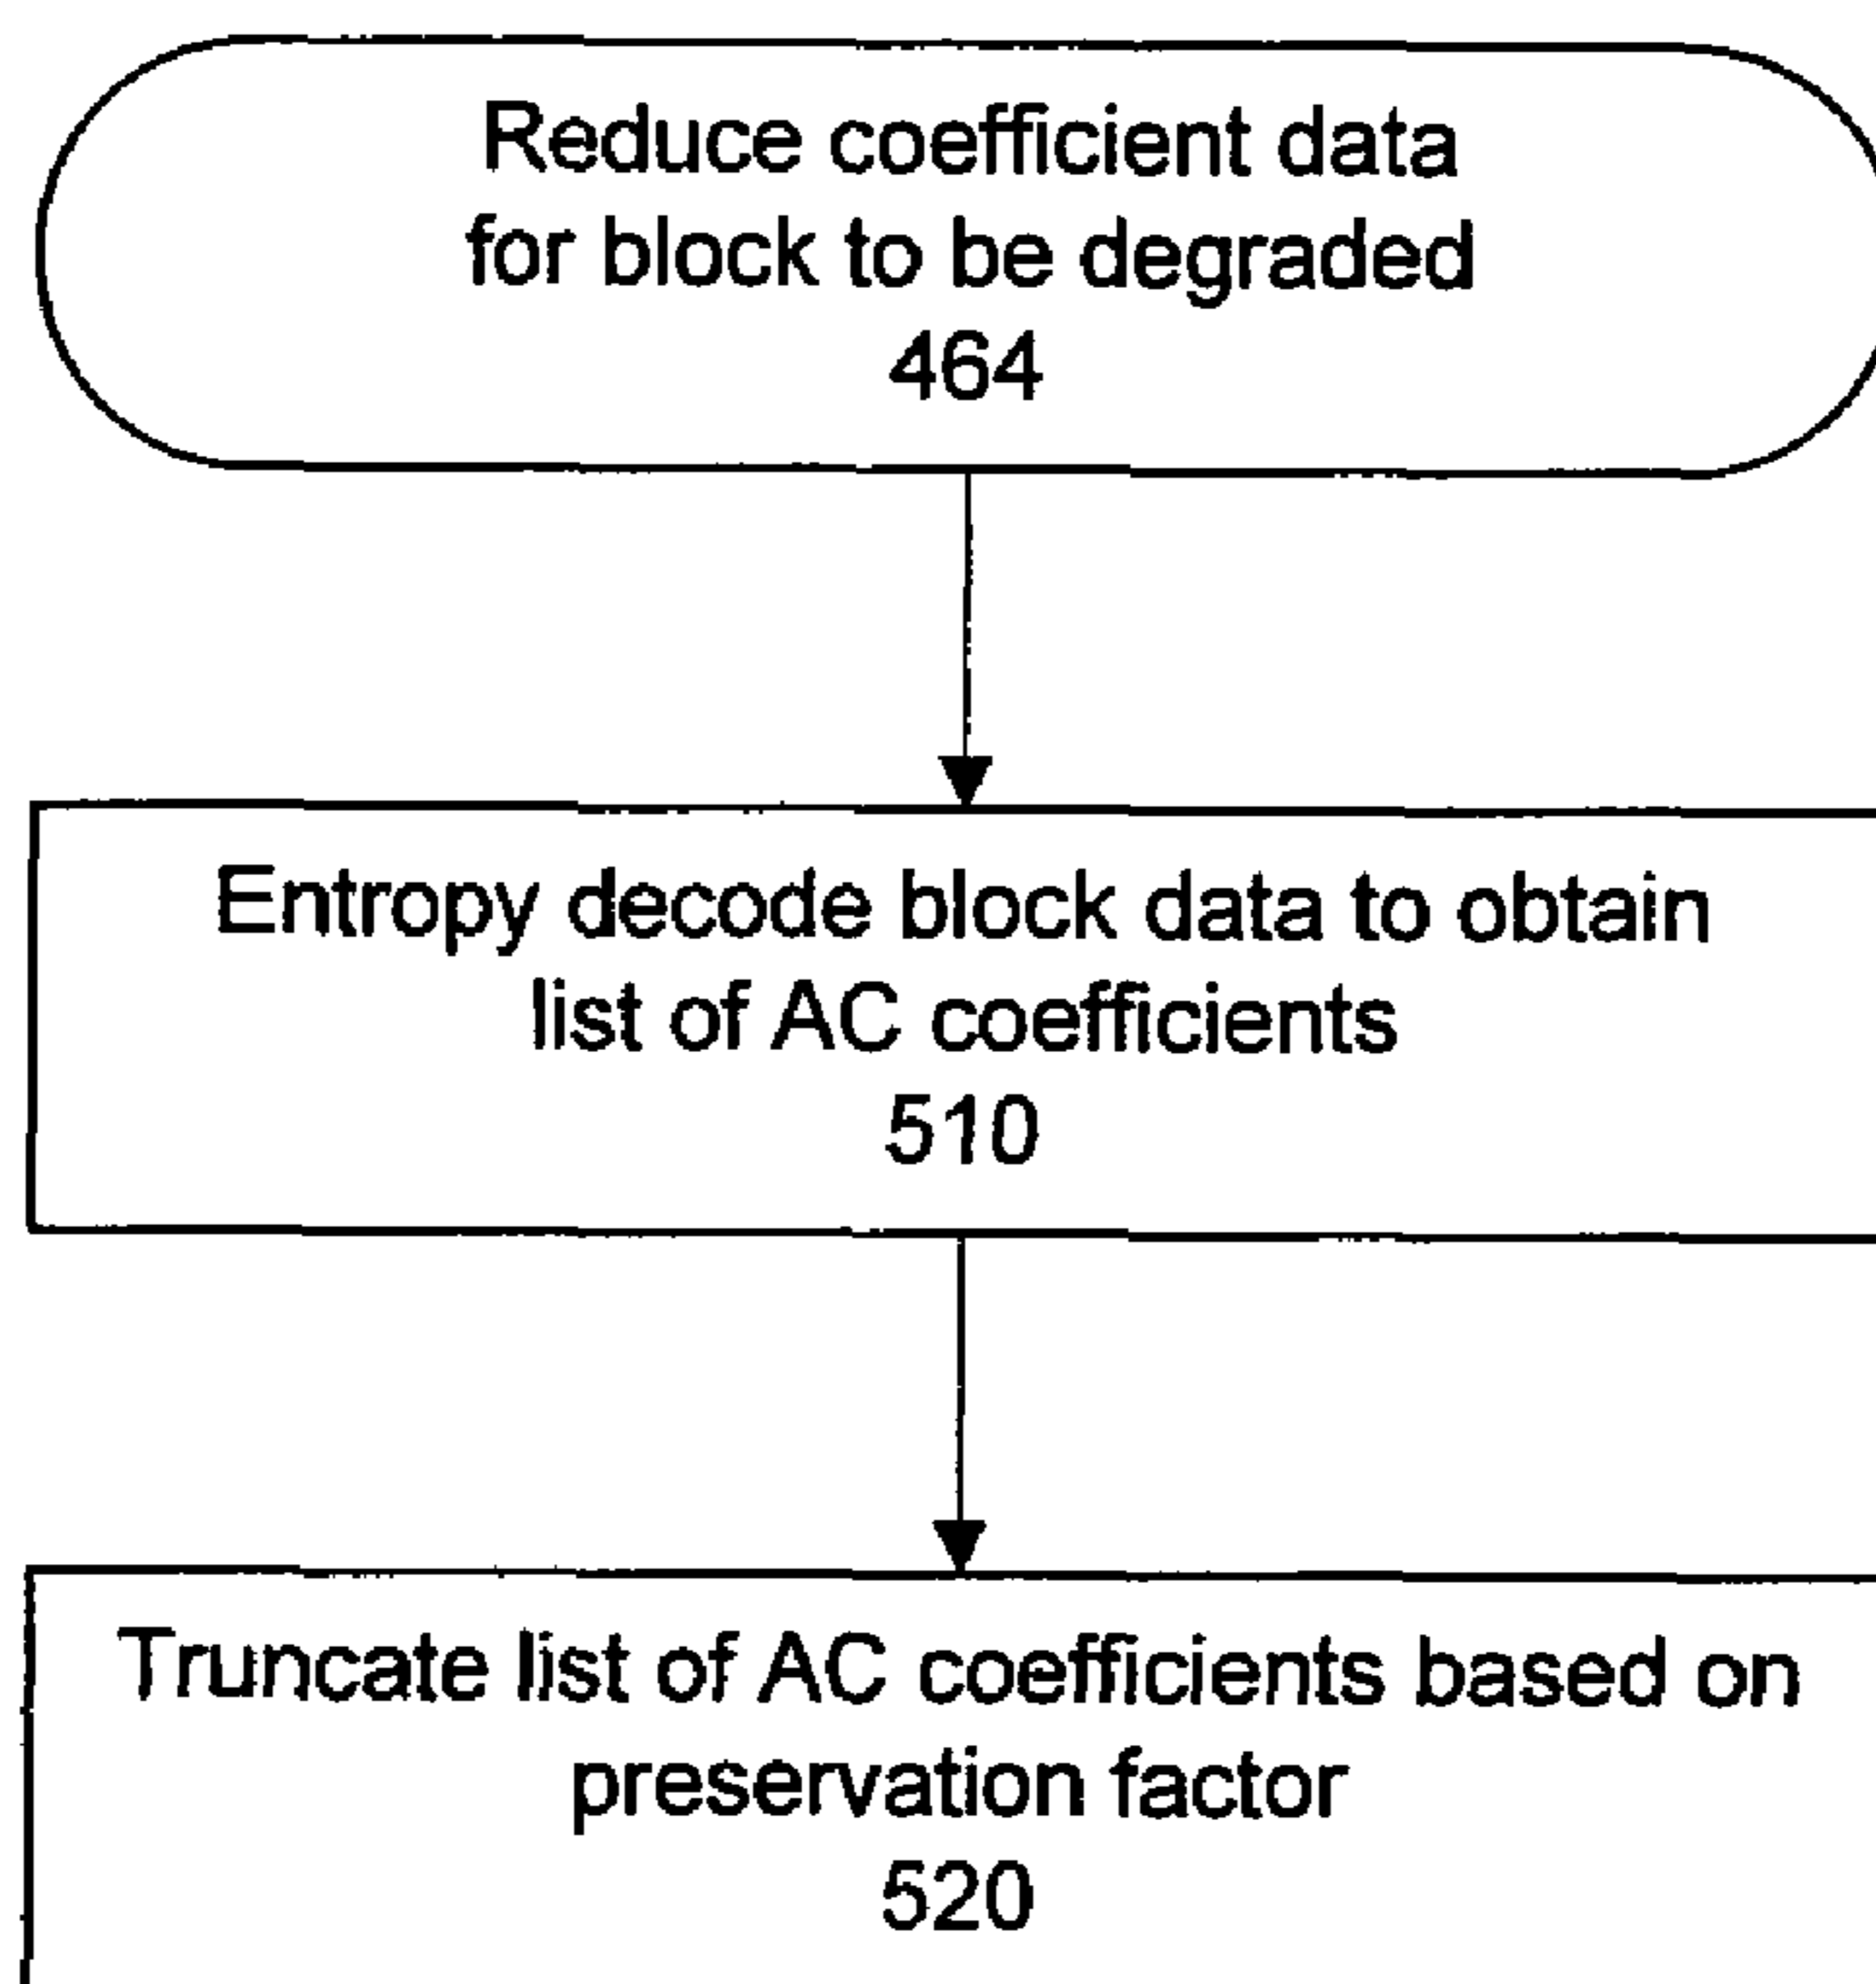 Reduce coefficient data
for block to be degraded
464
Entropy decode block data to obtain
list of AC coefficients
510
Truncate list of AC coefficients based on
preservation factor
520